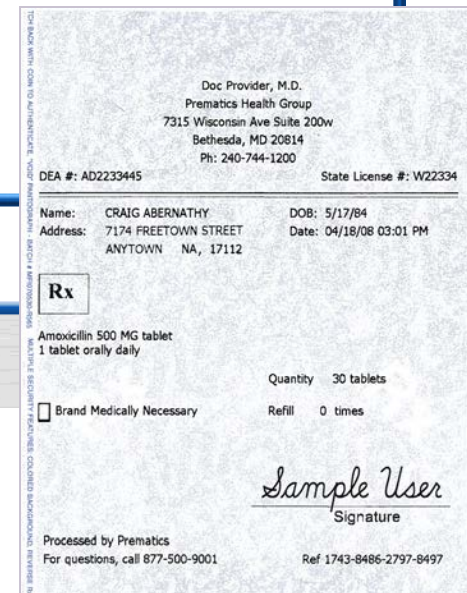 Doc Provider, M.D.
Prematics Health Group
7315 Wisconsin Ave Suite 200w
Bethesda, MD 20814
Ph: 240-744-1200
DEA #: AD2233445 State License #: W22334
Name: CRAIG ABERNATHY DOB: 5/17/84
Address: 7174 FREETOWN STREET Date: 04/18/08 03:01 PM
ANYTOWN NA, 17112
Rx
Amoxicillin 500 MG tablet
1 tablet orally daily
Quantity 30 tablets
Brand Medically Necessary Refill 0 times
Sample User
Signature
Processed by Prematics
For questions, call 877-500-9001 Ref 1743-8486-2797-8497